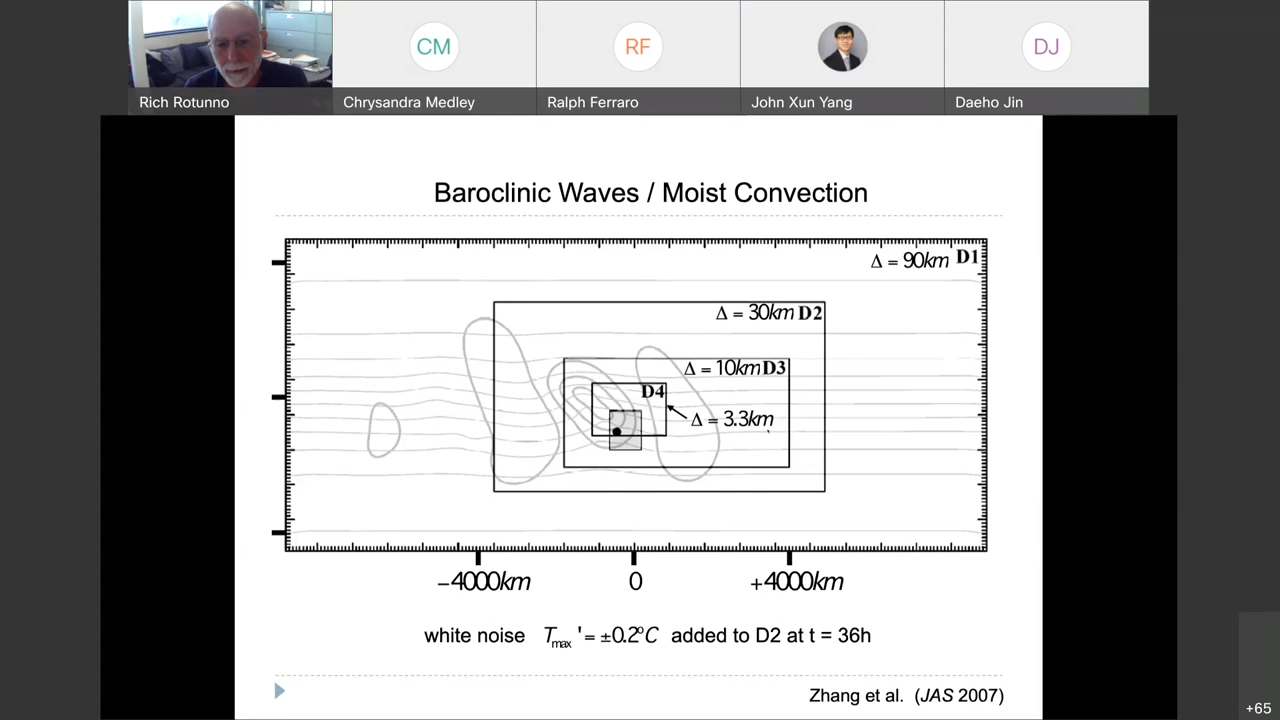 CM
RF
DJ
Rich Rotunno
Chrysandra Medley
Ralph Ferraro
John Xun Yang
Daeho Jin
Baroclinic Waves / Moist Convection
Δ = 90km D1
Δ = 30km D2
Δ = 10km D3
D4
Δ = 3.3km
−4000km 0 +4000km
white noise Tmax ' = ±0.2°C added to D2 at t = 36h
Zhang et al. (JAS 2007)
+65